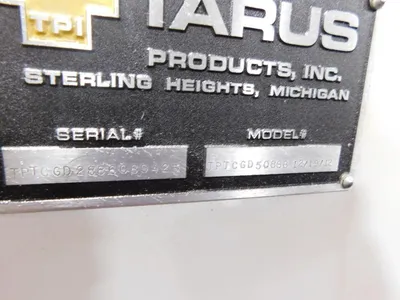 TPI TARUS
PRODUCTS, INC.
STERLING HEIGHTS, MICHIGAN
SERIAL# MODEL#